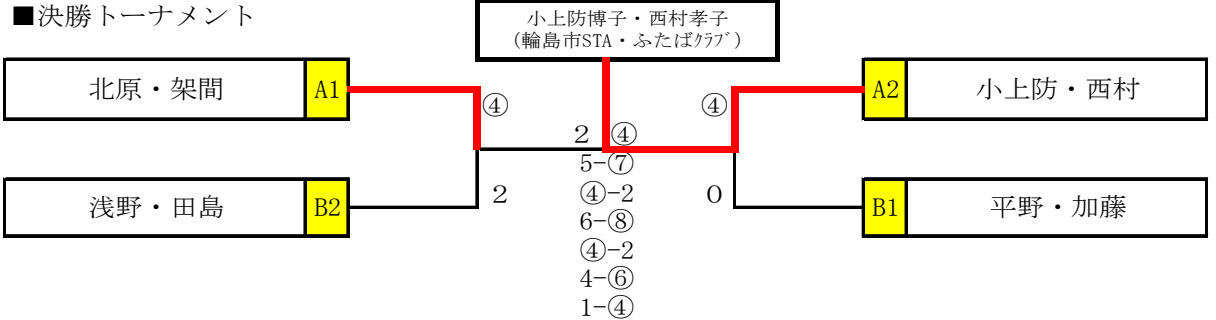 ■決勝トーナメント
小上防博子・西村孝子
(輪島市STA・ふたばｸﾗﾌﾞ)
北原・架間 A1
④
④
A2 小上防・西村
2 ④
5-⑦
④-2
6-⑧
④-2
4-⑥
1-④
浅野・田島 B2
2
0
B1 平野・加藤